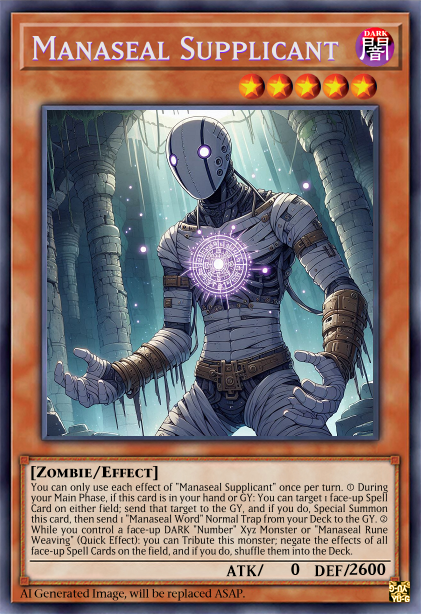 MANASEAL SUPPLICANT
DARK
闇
[ZOMBIE/EFFECT]
You can only use each effect of "Manaseal Supplicant" once per turn. ① During
your Main Phase, if this card is in your hand or GY: You can target 1 face-up Spell
Card on either field; send that target to the GY, and if you do, Special Summon
this card, then send 1 "Manaseal Word" Normal Trap from your Deck to the GY. ②
While you control a face-up DARK "Number" Xyz Monster or "Manaseal Rune
Weaving" (Quick Effect): you can Tribute this monster; negate the effects of all
face-up Spell Cards on the field, and if you do, shuffle them into the Deck.
ATK/ 0 DEF/2600
AI Generated Image, will be replaced ASAP.